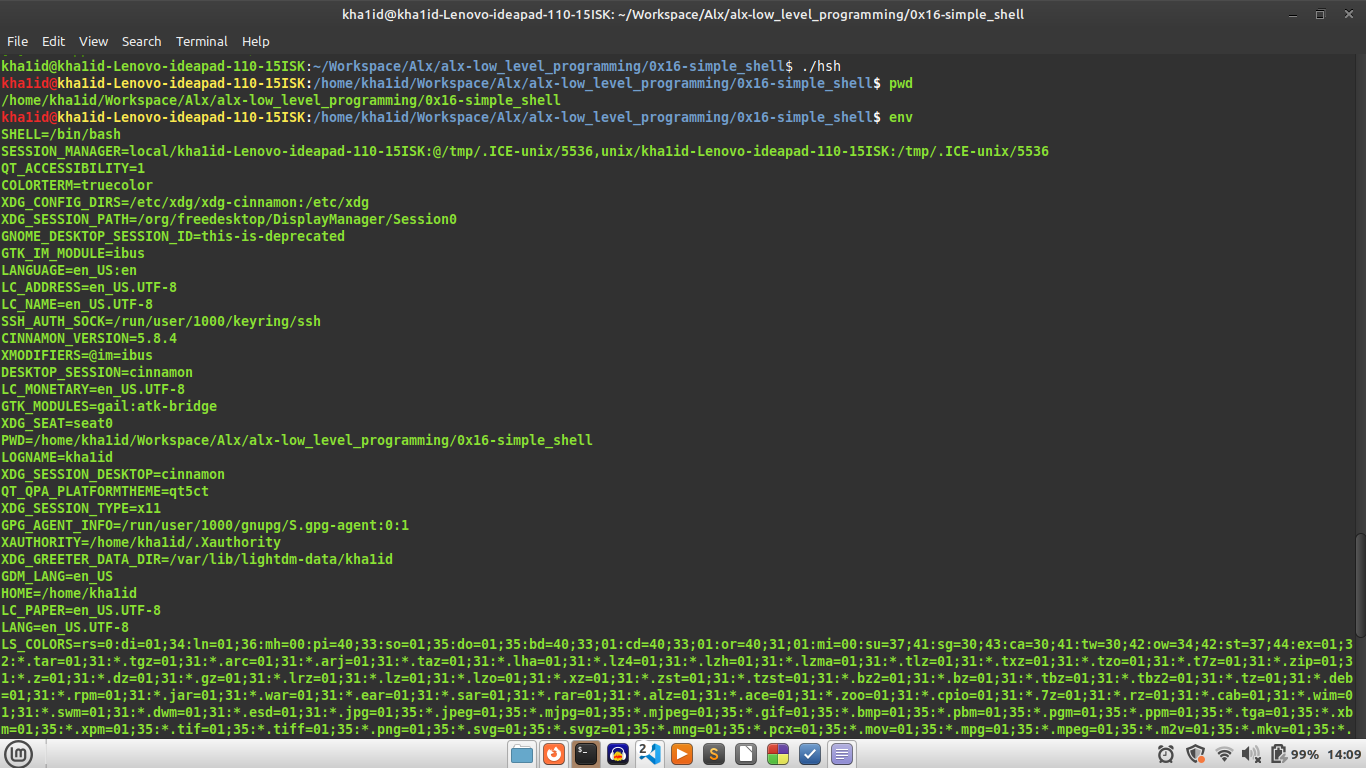 kha1id@kha1id-Lenovo-ideapad-110-15ISK: ~/Workspace/Alx/alx-low_level_programming/0x16-simple_shell
File Edit View Search Terminal Help
kha1id@kha1id-Lenovo-ideapad-110-15ISK:~/Workspace/Alx/alx-low_level_programming/0x16-simple_shell$ ./hsh
kha1id@kha1id-Lenovo-ideapad-110-15ISK:/home/kha1id/Workspace/Alx/alx-low_level_programming/0x16-simple_shell$ pwd
/home/kha1id/Workspace/Alx/alx-low_level_programming/0x16-simple_shell
kha1id@kha1id-Lenovo-ideapad-110-15ISK:/home/kha1id/Workspace/Alx/alx-low_level_programming/0x16-simple_shell$ env
SHELL=/bin/bash
SESSION_MANAGER=local/kha1id-Lenovo-ideapad-110-15ISK:@/tmp/.ICE-unix/5536,unix/kha1id-Lenovo-ideapad-110-15ISK:/tmp/.ICE-unix/5536
QT_ACCESSIBILITY=1
COLORTERM=truecolor
XDG_CONFIG_DIRS=/etc/xdg/xdg-cinnamon:/etc/xdg
XDG_SESSION_PATH=/org/freedesktop/DisplayManager/Session0
GNOME_DESKTOP_SESSION_ID=this-is-deprecated
GTK_IM_MODULE=ibus
LANGUAGE=en_US:en
LC_ADDRESS=en_US.UTF-8
LC_NAME=en_US.UTF-8
SSH_AUTH_SOCK=/run/user/1000/keyring/ssh
CINNAMON_VERSION=5.8.4
XMODIFIERS=@im=ibus
DESKTOP_SESSION=cinnamon
LC_MONETARY=en_US.UTF-8
GTK_MODULES=gail:atk-bridge
XDG_SEAT=seat0
PWD=/home/kha1id/Workspace/Alx/alx-low_level_programming/0x16-simple_shell
LOGNAME=kha1id
XDG_SESSION_DESKTOP=cinnamon
QT_QPA_PLATFORMTHEME=qt5ct
XDG_SESSION_TYPE=x11
GPG_AGENT_INFO=/run/user/1000/gnupg/S.gpg-agent:0:1
XAUTHORITY=/home/kha1id/.Xauthority
XDG_GREETER_DATA_DIR=/var/lib/lightdm-data/kha1id
GDM_LANG=en_US
HOME=/home/kha1id
LC_PAPER=en_US.UTF-8
LANG=en_US.UTF-8
LS_COLORS=rs=0:di=01;34:ln=01;36:mh=00:pi=40;33:so=01;35:do=01;35:bd=40;33;01:cd=40;33;01:or=40;31;01:mi=00:su=37;41:sg=30;43:ca=30;41:tw=30;42:ow=34;42:st=37;44:ex=01;3
2:*.tar=01;31:*.tgz=01;31:*.arc=01;31:*.arj=01;31:*.taz=01;31:*.lha=01;31:*.lz4=01;31:*.lzh=01;31:*.lzma=01;31:*.tlz=01;31:*.txz=01;31:*.tzo=01;31:*.t7z=01;31:*.zip=01;3
1:*.z=01;31:*.dz=01;31:*.gz=01;31:*.lrz=01;31:*.lz=01;31:*.lzo=01;31:*.xz=01;31:*.zst=01;31:*.tzst=01;31:*.bz2=01;31:*.bz=01;31:*.tbz=01;31:*.tbz2=01;31:*.tz=01;31:*.deb
=01;31:*.rpm=01;31:*.jar=01;31:*.war=01;31:*.ear=01;31:*.sar=01;31:*.rar=01;31:*.alz=01;31:*.ace=01;31:*.zoo=01;31:*.cpio=01;31:*.7z=01;31:*.rz=01;31:*.cab=01;31:*.wim=0
1;31:*.swm=01;31:*.dwm=01;31:*.esd=01;31:*.jpg=01;35:*.jpeg=01;35:*.mjpg=01;35:*.mjpeg=01;35:*.gif=01;35:*.bmp=01;35:*.pbm=01;35:*.pgm=01;35:*.ppm=01;35:*.tga=01;35:*.xb
m=01;35:*.xpm=01;35:*.tif=01;35:*.tiff=01;35:*.png=01;35:*.svg=01;35:*.svgz=01;35:*.mng=01;35:*.pcx=01;35:*.mov=01;35:*.mpg=01;35:*.mpeg=01;35:*.m2v=01;35:*.mkv=01;35:*.
2 99% 14:09